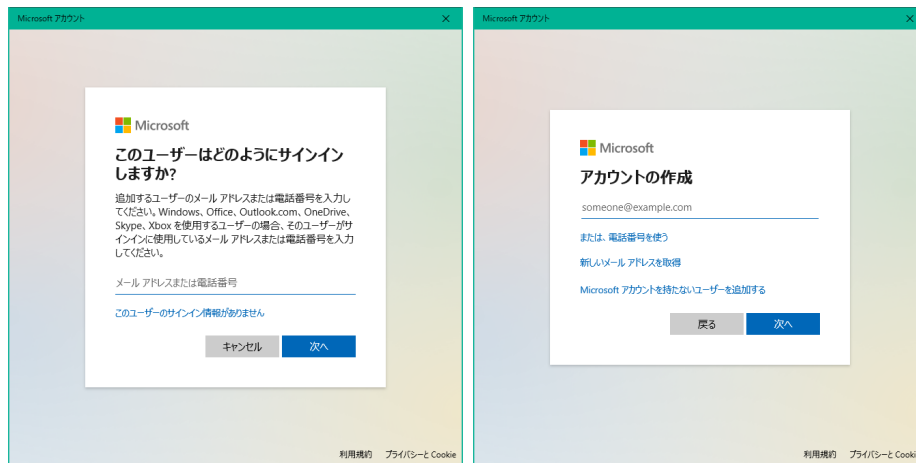 Microsoft アカウント
Microsoft
このユーザーはどのようにサインイン
しますか?
追加するユーザーのメール アドレスまたは電話番号を入力し
てください。Windows、Office、Outlook.com、OneDrive、
Skype、Xbox を使用するユーザーの場合、そのユーザーがサ
インインに使用しているメール アドレスまたは電話番号を入力
してください。
メール アドレスまたは電話番号
このユーザーのサインイン情報がありません
キャンセル 次へ
利用規約 プライバシーと Cookie
Microsoft アカウント
Microsoft
アカウントの作成
someone@example.com
または、電話番号を使う
新しいメール アドレスを取得
Microsoft アカウントを持たないユーザーを追加する
戻る 次へ
利用規約 プライバシーと Cooki